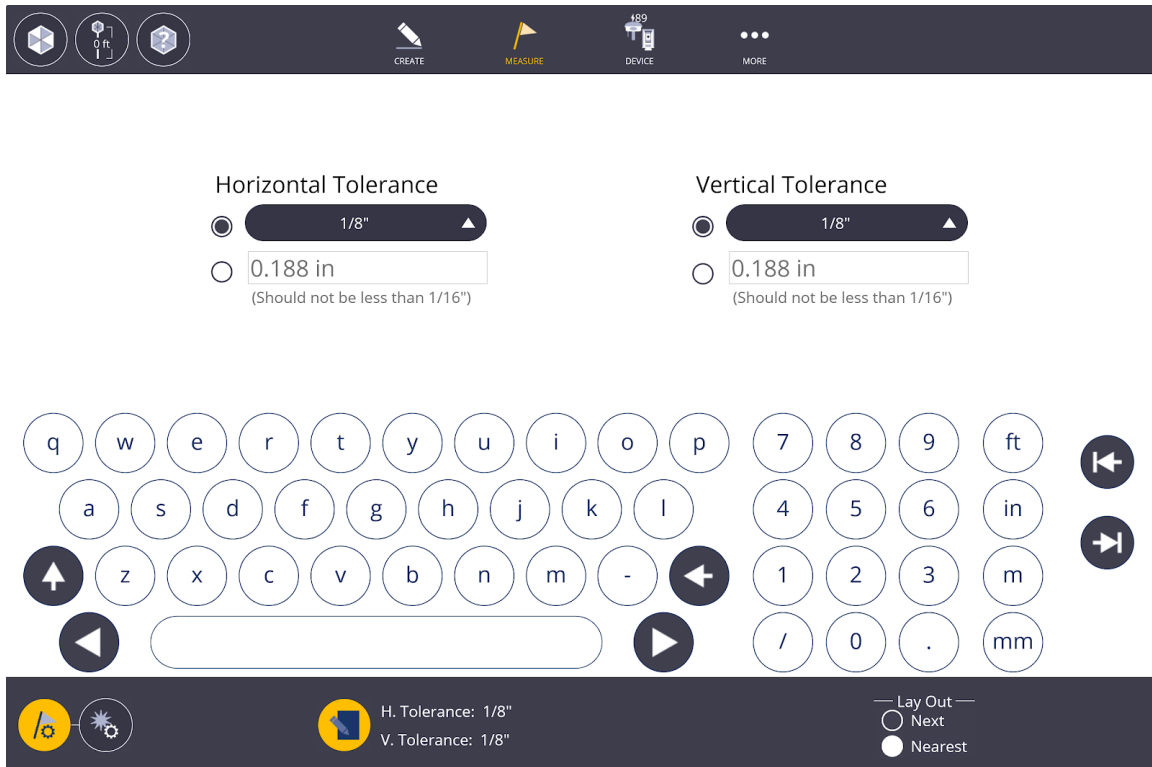 0 ft
CREATE
MEASURE
89
DEVICE
MORE
Horizontal Tolerance
1/8"
0.188 in
(Should not be less than 1/16")
Vertical Tolerance
1/8"
0.188 in
(Should not be less than 1/16")
q w e r t y u i o p 7 8 9 ft
a s d f g h j k l 4 5 6 in
z x c v b n m - 1 2 3 m
/ 0 . mm
H. Tolerance: 1/8"
V. Tolerance: 1/8"
Lay Out
Next
Nearest